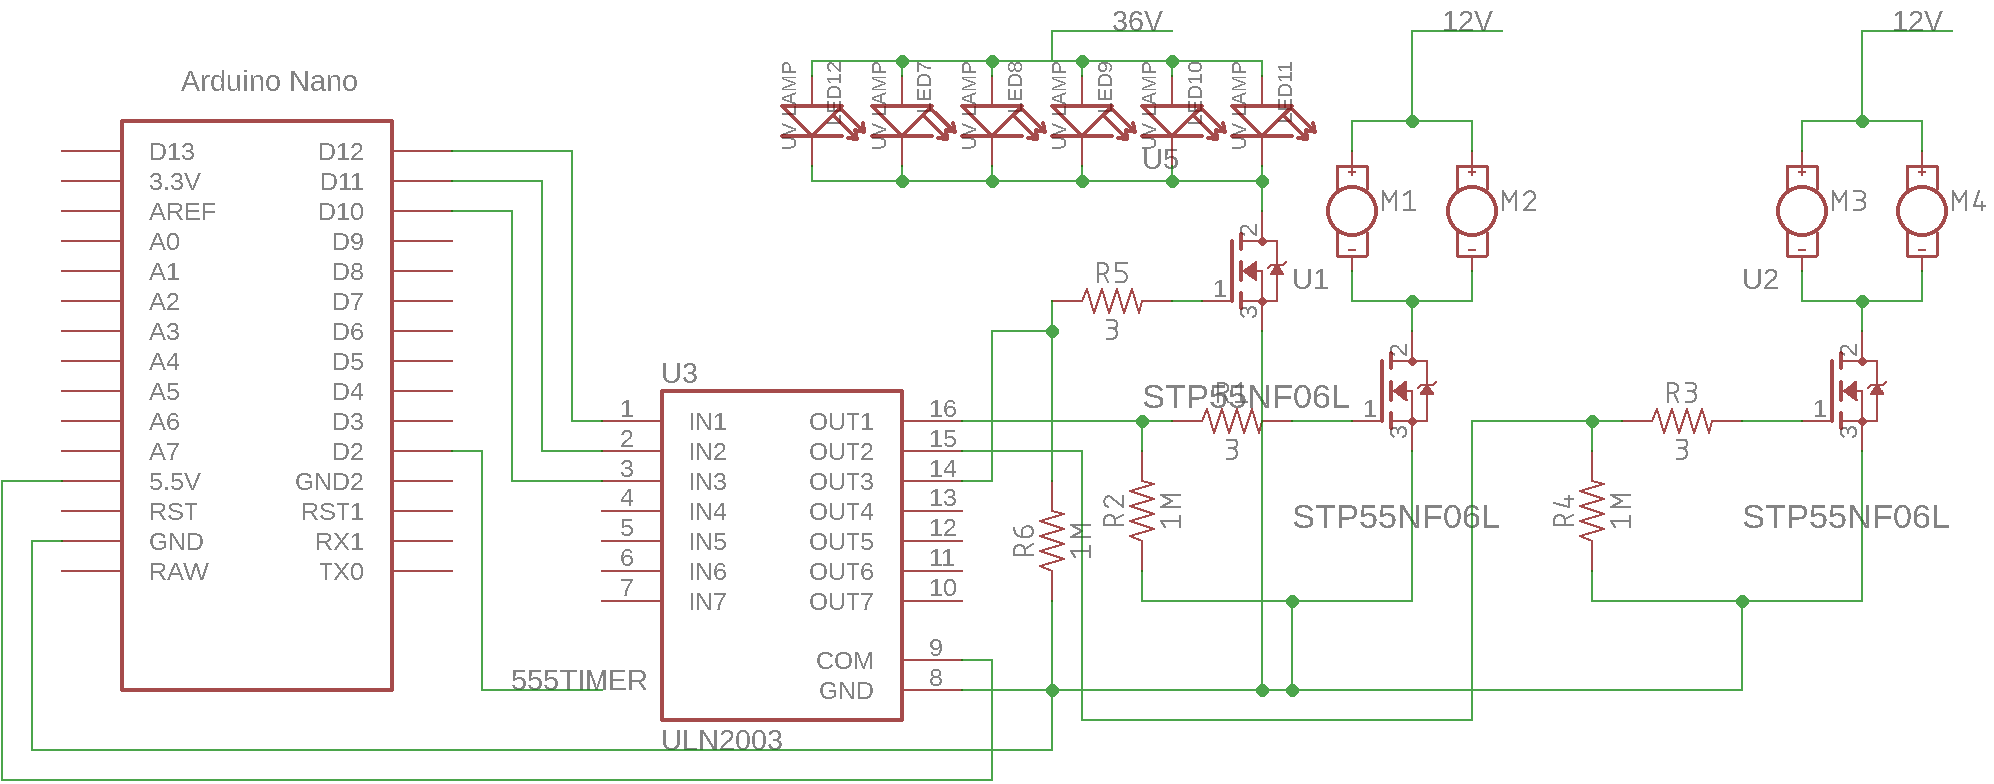 36V
12V
12V
Arduino Nano
UV LAMP
LED12
UV LAMP
LED7
UV LAMP
LED8
UV LAMP
LED9
UV LAMP
LED10
UV LAMP
LED11
U5
D13 D12
3.3V D11
AREF D10
A0 D9
A1 D8
A2 D7
A3 D6
A4 D5
A5 D4
A6 D3
A7 D2
5.5V GND2
RST RST1
GND RX1
RAW TX0
+ M1 -
+ M2 -
+ M3 -
+ M4 -
R5
3
1
2
3
U1
U2
U3
1 IN1 OUT1 16
2 IN2 OUT2 15
3 IN3 OUT3 14
4 IN4 OUT4 13
5 IN5 OUT5 12
6 IN6 OUT6 11
7 IN7 OUT7 10
COM 9
GND 8
555TIMER
ULN2003
STP55NF06L
R1
3
1
2
3
R3
3
1
2
3
R6
1M
R2
1M
STP55NF06L
R4
1M
STP55NF06L